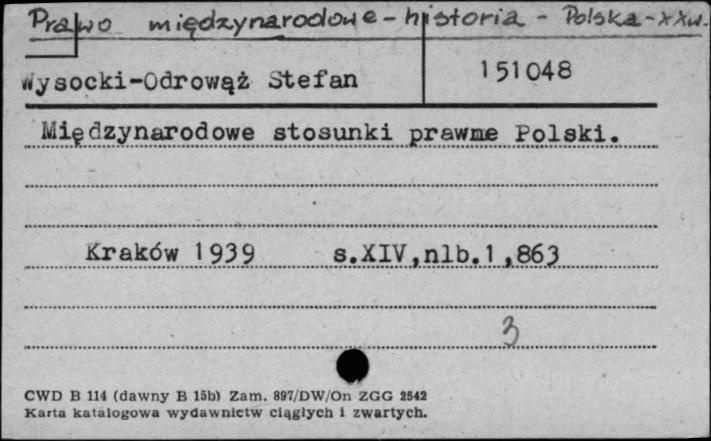 Prawo międzynarodowe - historia - Polska - XXw.
Wysocki-Odrowąż Stefan
151048
Międzynarodowe stosunki prawne Polski.
Kraków 1939 s.XIV,nlb.1,863
3
CWD B 114 (dawny B 15b) Zam. 897/DW/On ZGG 2542
Karta katalogowa wydawnictw ciągłych i zwartych.